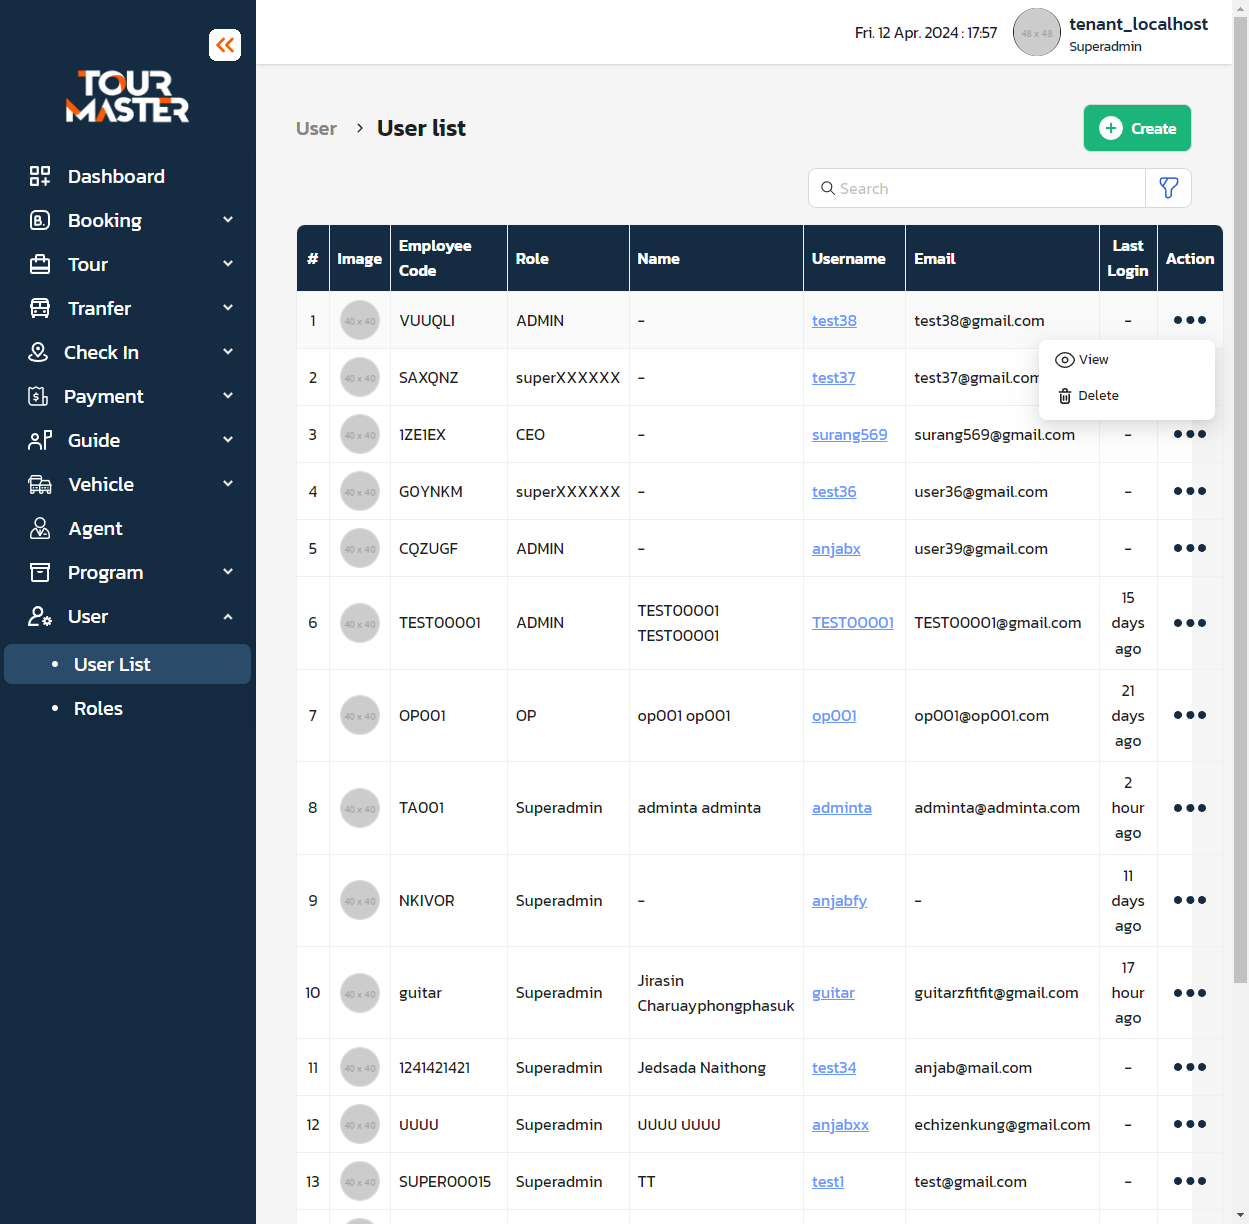 Fri. 12 Apr. 2024 : 17:57
48 x 48
tenant_localhost
Superadmin
TOUR
MASTER
Dashboard
Booking
Tour
Tranfer
Check In
Payment
Guide
Vehicle
Agent
Program
User
• User List
• Roles
User > User list
Create
Search
# Image Employee Code Role Name Username Email Last Login Action
1 40 x 40 VUUQLI ADMIN - test38 test38@gmail.com -
View
Delete
2 40 x 40 SAXQNZ superXXXXXX - test37 test37@gmail.com
3 40 x 40 1ZE1EX CEO - surang569 surang569@gmail.com -
4 40 x 40 GOYNKM superXXXXXX - test36 user36@gmail.com -
5 40 x 40 CQZUGF ADMIN - anjabx user39@gmail.com -
6 40 x 40 TEST00001 ADMIN TEST00001 TEST00001 TEST00001 TEST00001@gmail.com 15 days ago
7 40 x 40 OP001 OP op001 op001 op001 op001@op001.com 21 days ago
8 40 x 40 TA001 Superadmin adminta adminta adminta adminta@adminta.com 2 hour ago
9 40 x 40 NKIVOR Superadmin - anjabfy - 11 days ago
10 40 x 40 guitar Superadmin Jirasin Charuayphongphasuk guitar guitarzfitfit@gmail.com 17 hour ago
11 40 x 40 1241421421 Superadmin Jedsada Naithong test34 anjab@mail.com -
12 40 x 40 UUUU Superadmin UUUU UUUU anjabxx echizenkung@gmail.com -
13 40 x 40 SUPER00015 Superadmin TT test1 test@gmail.com -